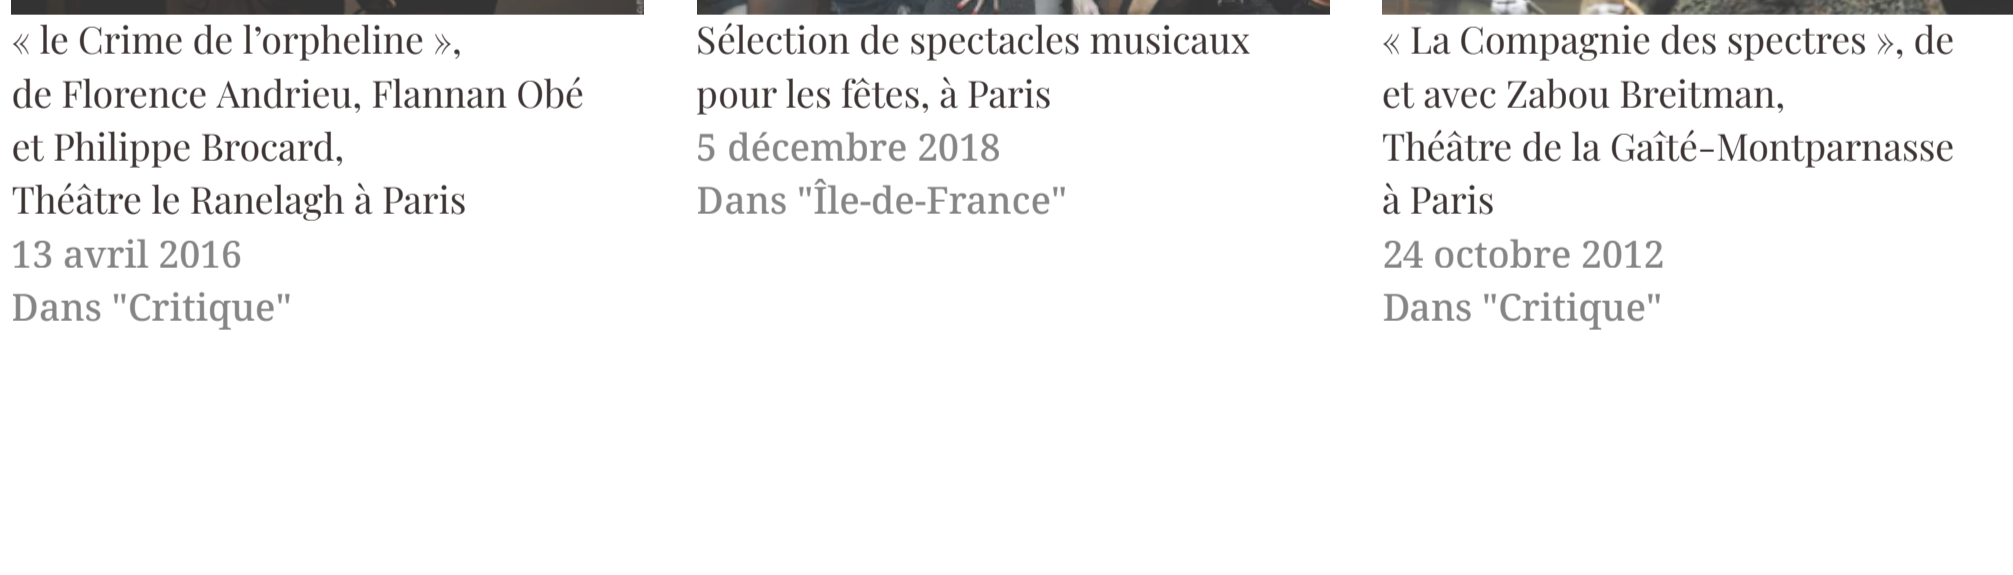 « le Crime de l’orpheline »,
de Florence Andrieu, Flannan Obé
et Philippe Brocard,
Théâtre le Ranelagh à Paris
13 avril 2016
Dans "Critique"
Sélection de spectacles musicaux
pour les fêtes, à Paris
5 décembre 2018
Dans "Île-de-France"
« La Compagnie des spectres », de
et avec Zabou Breitman,
Théâtre de la Gaîté-Montparnasse
à Paris
24 octobre 2012
Dans "Critique"